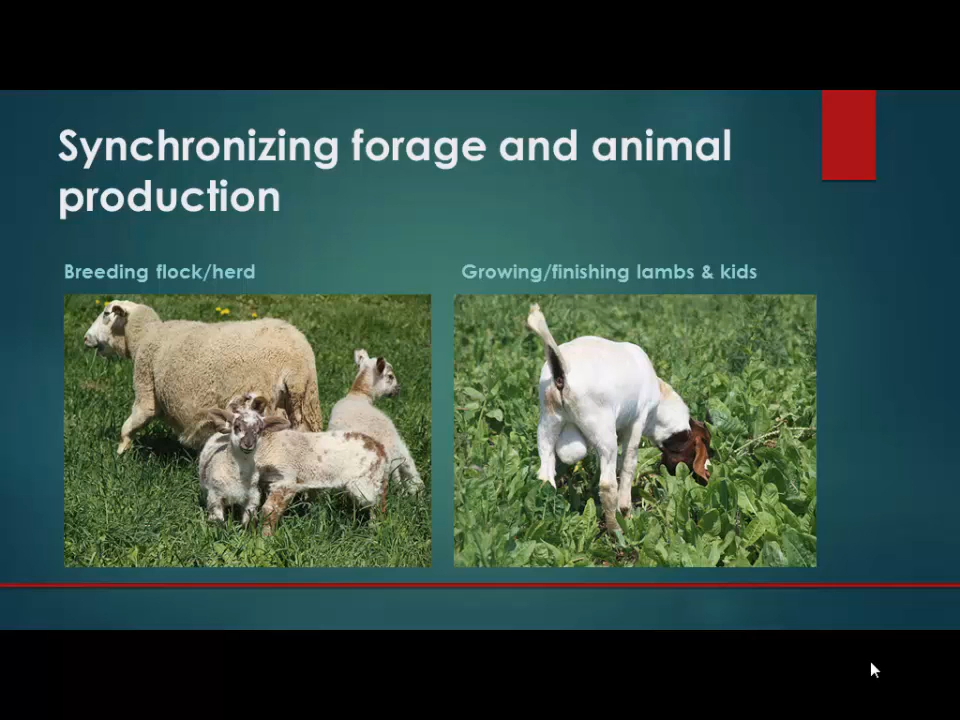 Synchronizing forage and animal
production
Breeding flock/herd
Growing/finishing lambs & kids